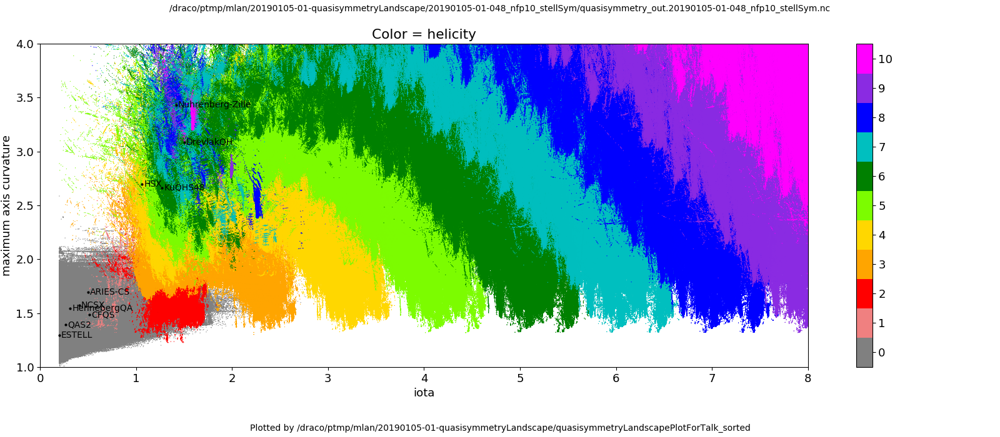 /draco/ptmp/mlan/20190105-01-quasisymmetryLandscape/20190105-01-048_nfp10_stellSym/quasisymmetry_out.20190105-01-048_nfp10_stellSym.nc
Color = helicity
maximum axis curvature
4.0
3.5
3.0
2.5
2.0
1.5
1.0
Nuhrenberg-Zille
DrevlakQH
HSX
KuQHS48
ARIES-CS
NCSX
HennebergQA
CFQS
QAS2
ESTELL
0 1 2 3 4 5 6 7 8
iota
10
9
8
7
6
5
4
3
2
1
0
Plotted by /draco/ptmp/mlan/20190105-01-quasisymmetryLandscape/quasisymmetryLandscapePlotForTalk_sorted